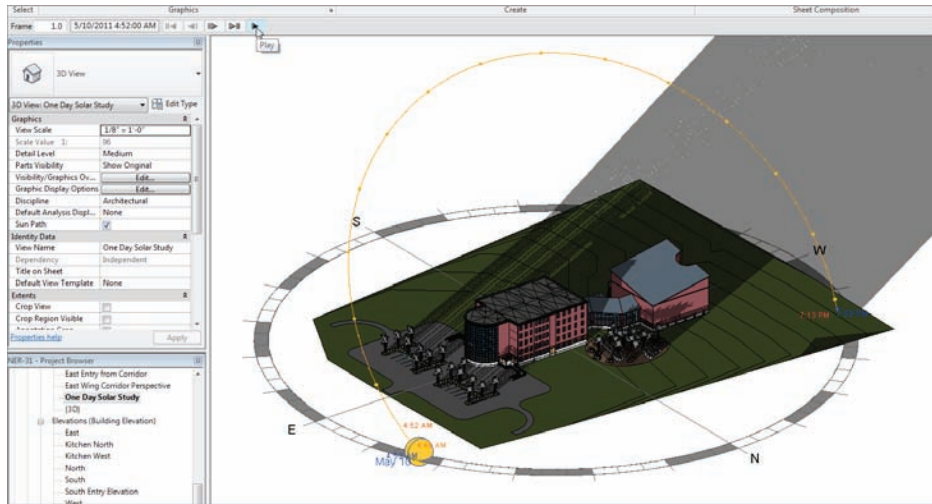 Select Graphics Create Sheet Composition
Frame 1.0 5/10/2011 4:52:00 AM
Play
Properties
3D View
3D View: One Day Solar Study Edit Type
Graphics
View Scale 1/8" = 1'-0"
Scale Value 1: 96
Detail Level Medium
Parts Visibility Show Original
Visibility/Graphics Ov... Edit...
Graphic Display Options Edit...
Discipline Architectural
Default Analysis Displ... None
Sun Path
Identity Data
View Name One Day Solar Study
Dependency Independent
Title on Sheet
Default View Template None
Extents
Crop View
Crop Region Visible
Properties help Apply
NER-31 - Project Browser
East Entry from Corridor
East Wing Corridor Perspective
One Day Solar Study
{3D}
Elevations (Building Elevation)
East
Kitchen North
Kitchen West
North
South
South Entry Elevation
West
S
W
7:13 PM
E
4:52 AM
May 10
N